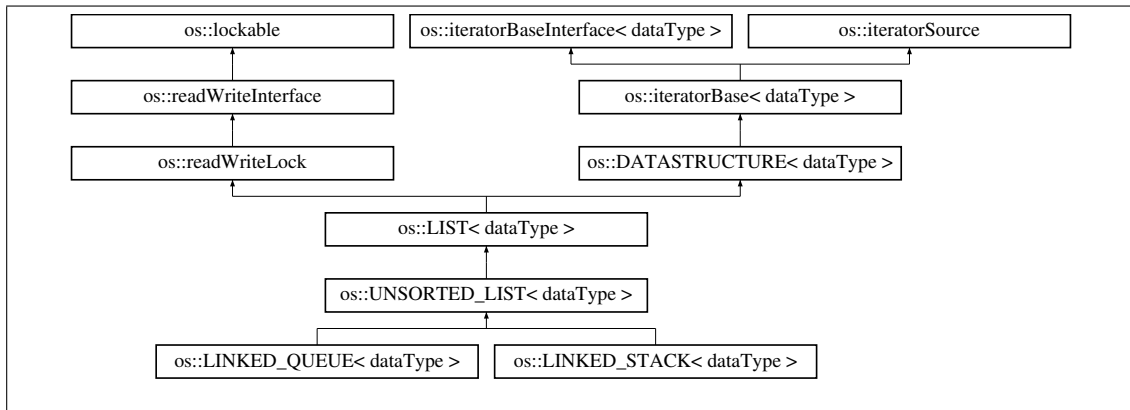 os::lockable
os::iteratorBaseInterface< dataType >
os::iteratorSource
os::readWriteInterface
os::iteratorBase< dataType >
os::readWriteLock
os::DATASTRUCTURE< dataType >
os::LIST< dataType >
os::UNSORTED_LIST< dataType >
os::LINKED_QUEUE< dataType >
os::LINKED_STACK< dataType >